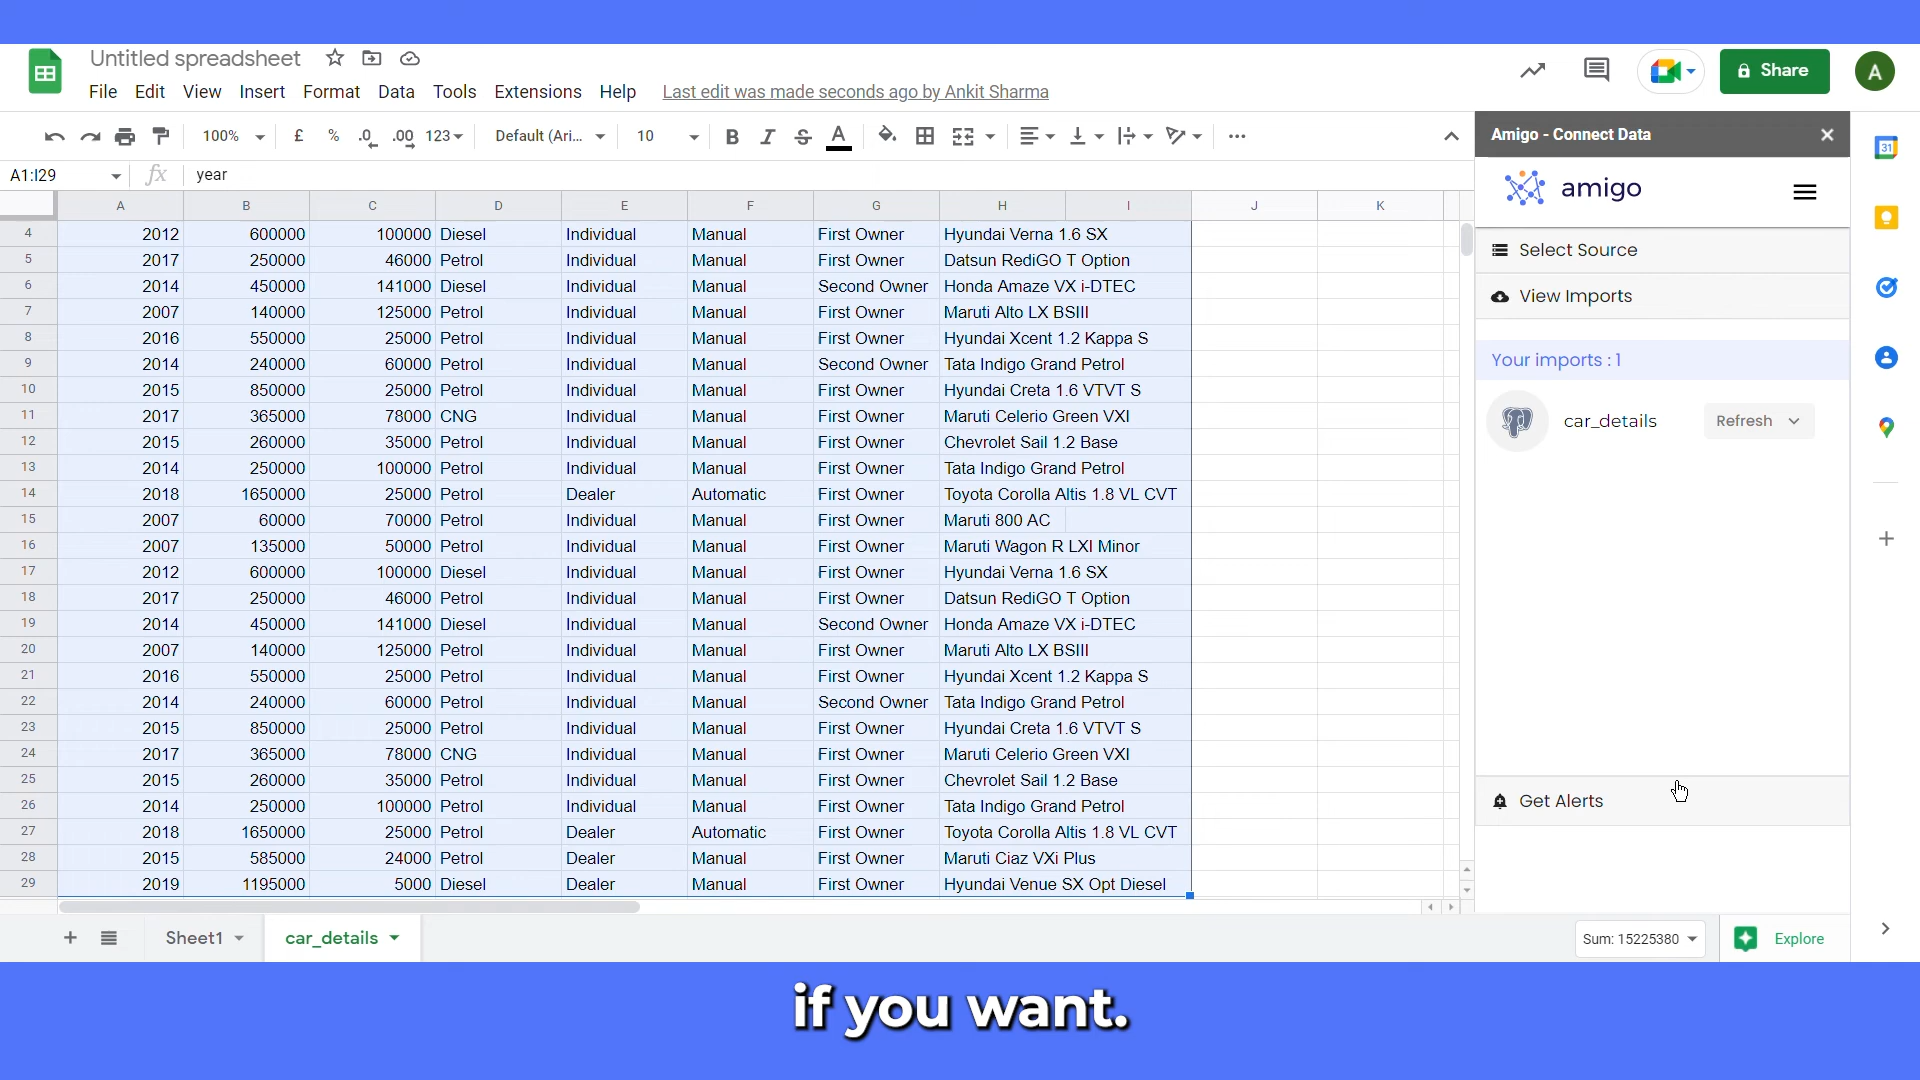 Untitled spreadsheet
File Edit View Insert Format Data Tools Extensions Help Last edit was made seconds ago by Ankit Sharma
Share
A
100% £ % .0 .00 123 Default (Ari... 10 B I S A
A1:I29 fx year
A B C D E F G H I J K
4 2012 600000 100000 Diesel Individual Manual First Owner Hyundai Verna 1.6 SX
5 2017 250000 46000 Petrol Individual Manual First Owner Datsun RediGO T Option
6 2014 450000 141000 Diesel Individual Manual Second Owner Honda Amaze VX i-DTEC
7 2007 140000 125000 Petrol Individual Manual First Owner Maruti Alto LX BSIII
8 2016 550000 25000 Petrol Individual Manual First Owner Hyundai Xcent 1.2 Kappa S
9 2014 240000 60000 Petrol Individual Manual Second Owner Tata Indigo Grand Petrol
10 2015 850000 25000 Petrol Individual Manual First Owner Hyundai Creta 1.6 VTVT S
11 2017 365000 78000 CNG Individual Manual First Owner Maruti Celerio Green VXI
12 2015 260000 35000 Petrol Individual Manual First Owner Chevrolet Sail 1.2 Base
13 2014 250000 100000 Petrol Individual Manual First Owner Tata Indigo Grand Petrol
14 2018 1650000 25000 Petrol Dealer Automatic First Owner Toyota Corolla Altis 1.8 VL CVT
15 2007 60000 70000 Petrol Individual Manual First Owner Maruti 800 AC
16 2007 135000 50000 Petrol Individual Manual First Owner Maruti Wagon R LXI Minor
17 2012 600000 100000 Diesel Individual Manual First Owner Hyundai Verna 1.6 SX
18 2017 250000 46000 Petrol Individual Manual First Owner Datsun RediGO T Option
19 2014 450000 141000 Diesel Individual Manual Second Owner Honda Amaze VX i-DTEC
20 2007 140000 125000 Petrol Individual Manual First Owner Maruti Alto LX BSIII
21 2016 550000 25000 Petrol Individual Manual First Owner Hyundai Xcent 1.2 Kappa S
22 2014 240000 60000 Petrol Individual Manual Second Owner Tata Indigo Grand Petrol
23 2015 850000 25000 Petrol Individual Manual First Owner Hyundai Creta 1.6 VTVT S
24 2017 365000 78000 CNG Individual Manual First Owner Maruti Celerio Green VXI
25 2015 260000 35000 Petrol Individual Manual First Owner Chevrolet Sail 1.2 Base
26 2014 250000 100000 Petrol Individual Manual First Owner Tata Indigo Grand Petrol
27 2018 1650000 25000 Petrol Dealer Automatic First Owner Toyota Corolla Altis 1.8 VL CVT
28 2015 585000 24000 Petrol Dealer Manual First Owner Maruti Ciaz VXi Plus
29 2019 1195000 5000 Diesel Dealer Manual First Owner Hyundai Venue SX Opt Diesel
Amigo - Connect Data
amigo
Select Source
View Imports
Your imports : 1
car_details Refresh
Get Alerts
31
Sheet1 car_details Sum: 15225380 Explore
if you want.